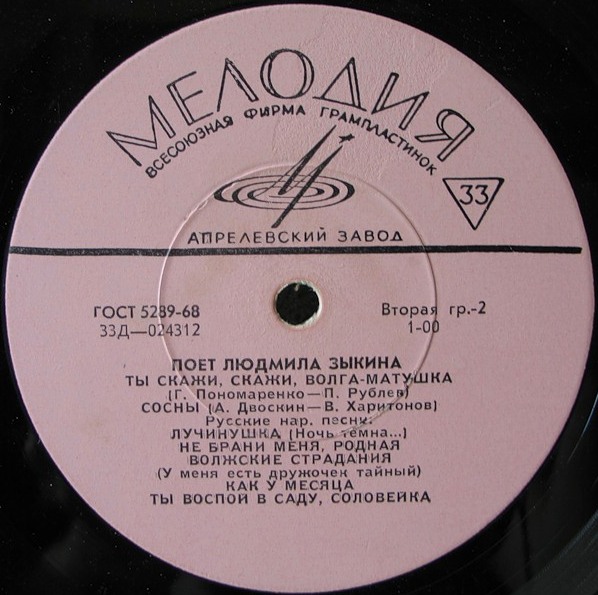 МЕЛОДИЯ
ВСЕСОЮЗНАЯ ФИРМА ГРАМПЛАСТИНОК
33
АПРЕЛЕВСКИЙ ЗАВОД
ГОСТ 5289-68 Вторая гр.-2
33Д—024312 1-00
ПОЕТ ЛЮДМИЛА ЗЫКИНА
ТЫ СКАЖИ, СКАЖИ, ВОЛГА-МАТУШКА
(Г. Пономаренко—П. Рублев)
СОСНЫ (А. Двоскин—В. Харитонов)
Русские нар. песни:
ЛУЧИНУШКА (Ночь темна...)
НЕ БРАНИ МЕНЯ, РОДНАЯ
ВОЛЖСКИЕ СТРАДАНИЯ
(У меня есть дружочек тайный)
КАК У МЕСЯЦА
ТЫ ВОСПОЙ В САДУ, СОЛОВЕЙКА